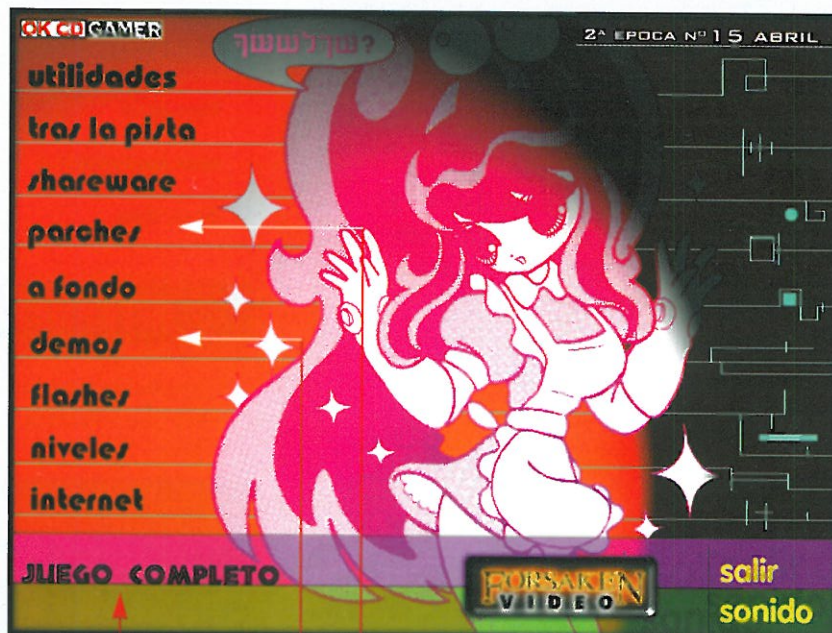 OK CD GAMER
2ª EPOCA Nº 15 ABRIL
utilidades
tras la pista
shareware
parches
a fondo
demos
flashes
niveles
internet
JUEGO COMPLETO
FORSAKEN
VIDEO
salir
sonido